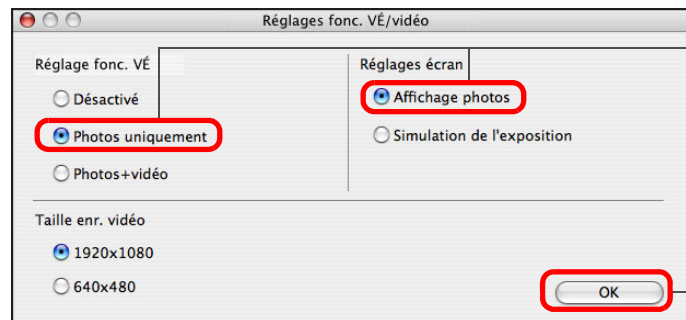 Réglages fonc. VÉ/vidéo
Réglage fonc. VÉ
Désactivé
Photos uniquement
Photos+vidéo
Réglages écran
Affichage photos
Simulation de l'exposition
Taille enr. vidéo
1920x1080
640x480
OK